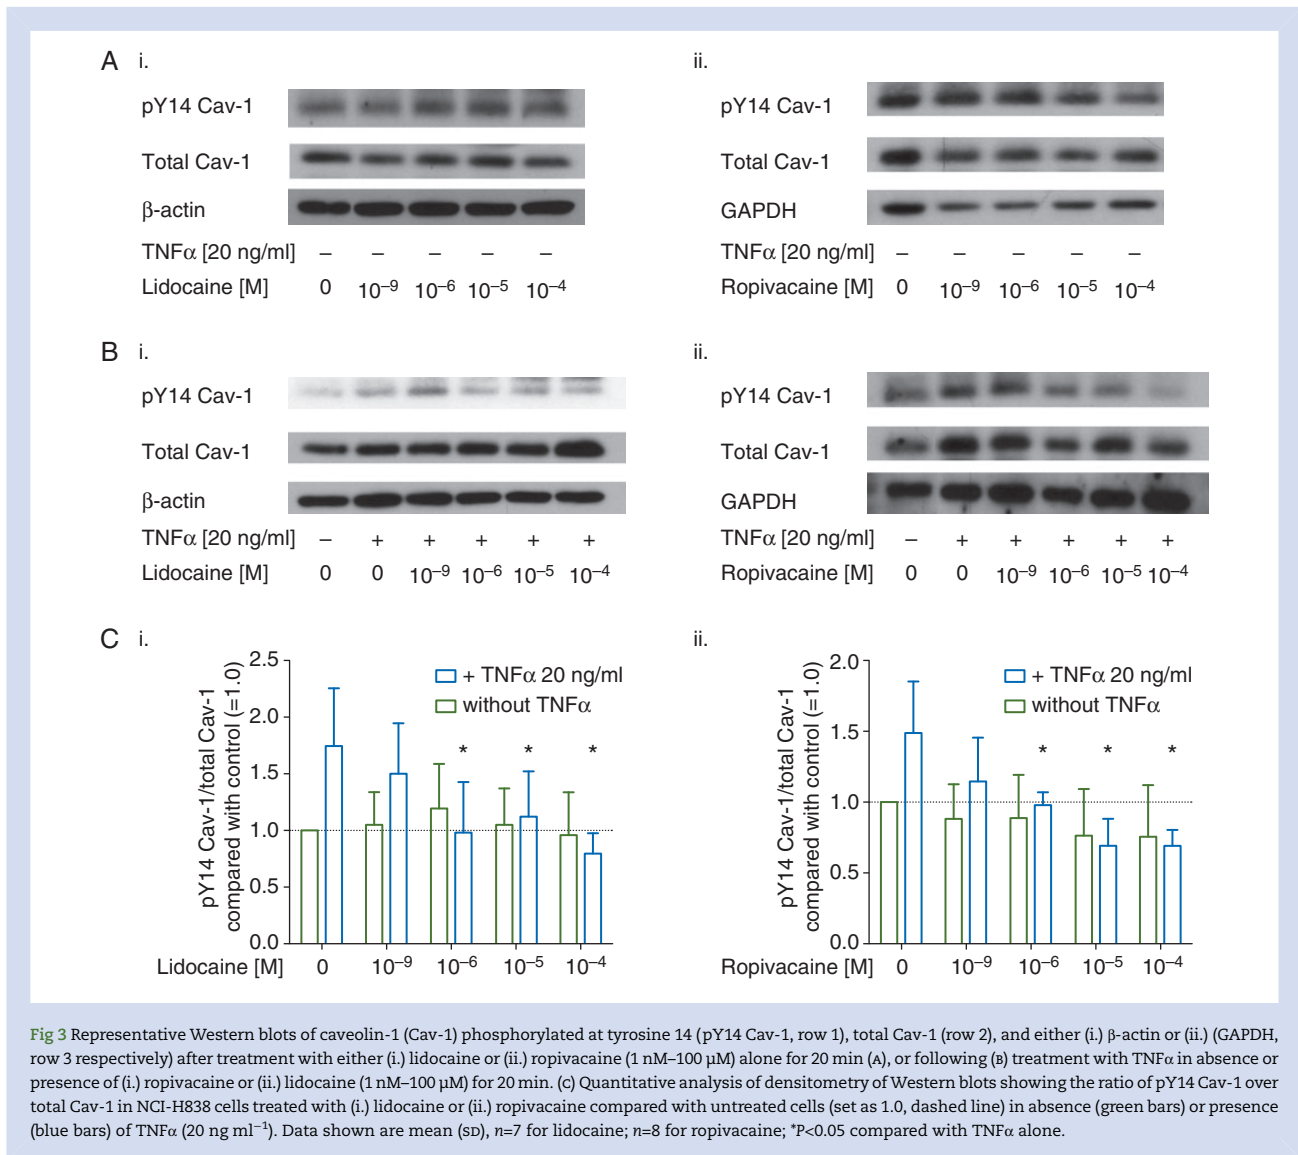 A i. ii.
pY14 Cav-1 pY14 Cav-1
Total Cav-1 Total Cav-1
β-actin GAPDH
TNFα [20 ng/ml] – – – – – TNFα [20 ng/ml] – – – – –
Lidocaine [M] 0 10⁻⁹ 10⁻⁶ 10⁻⁵ 10⁻⁴ Ropivacaine [M] 0 10⁻⁹ 10⁻⁶ 10⁻⁵ 10⁻⁴
B i. ii.
pY14 Cav-1 pY14 Cav-1
Total Cav-1 Total Cav-1
β-actin GAPDH
TNFα [20 ng/ml] – + + + + + TNFα [20 ng/ml] – + + + + +
Lidocaine [M] 0 0 10⁻⁹ 10⁻⁶ 10⁻⁵ 10⁻⁴ Ropivacaine [M] 0 0 10⁻⁹ 10⁻⁶ 10⁻⁵ 10⁻⁴
C i. ii.
pY14 Cav-1/total Cav-1
compared with control (=1.0)
2.5
2.0
1.5
1.0
0.5
0.0
+ TNFα 20 ng/ml
without TNFα
* * *
Lidocaine [M] 0 10⁻⁹ 10⁻⁶ 10⁻⁵ 10⁻⁴
pY14 Cav-1/total Cav-1
compared with control (=1.0)
2.0
1.5
1.0
0.5
0.0
+ TNFα 20 ng/ml
without TNFα
* * *
Ropivacaine [M] 0 10⁻⁹ 10⁻⁶ 10⁻⁵ 10⁻⁴
Fig 3 Representative Western blots of caveolin-1 (Cav-1) phosphorylated at tyrosine 14 (pY14 Cav-1, row 1), total Cav-1 (row 2), and either (i.) β-actin or (ii.) (GAPDH,
row 3 respectively) after treatment with either (i.) lidocaine or (ii.) ropivacaine (1 nM–100 μM) alone for 20 min (A), or following (B) treatment with TNFα in absence or
presence of (i.) ropivacaine or (ii.) lidocaine (1 nM–100 μM) for 20 min. (C) Quantitative analysis of densitometry of Western blots showing the ratio of pY14 Cav-1 over
total Cav-1 in NCI-H838 cells treated with (i.) lidocaine or (ii.) ropivacaine compared with untreated cells (set as 1.0, dashed line) in absence (green bars) or presence
(blue bars) of TNFα (20 ng ml⁻¹). Data shown are mean (SD), n=7 for lidocaine; n=8 for ropivacaine; *P<0.05 compared with TNFα alone.